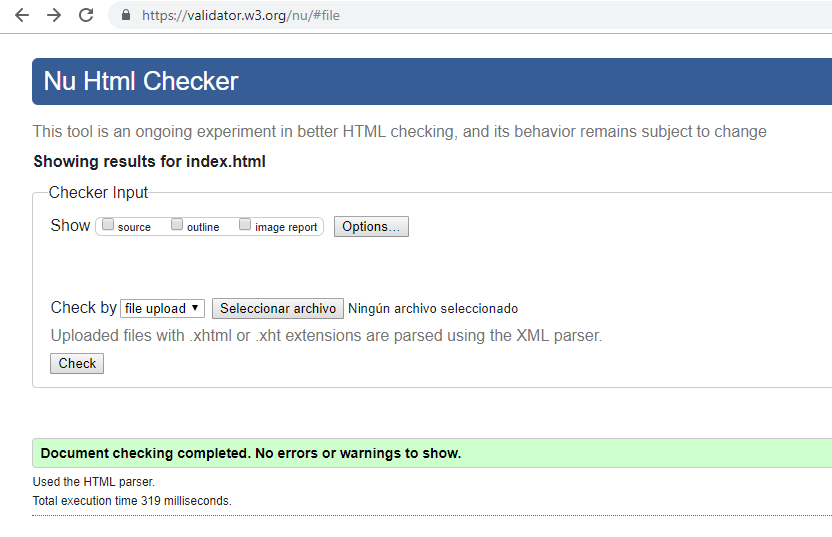 https://validator.w3.org/nu/#file
Nu Html Checker
This tool is an ongoing experiment in better HTML checking, and its behavior remains subject to change
Showing results for index.html
Checker Input
Show source outline image report Options...
Check by file upload Seleccionar archivo Ningún archivo seleccionado
Uploaded files with .xhtml or .xht extensions are parsed using the XML parser.
Check
Document checking completed. No errors or warnings to show.
Used the HTML parser.
Total execution time 319 milliseconds.